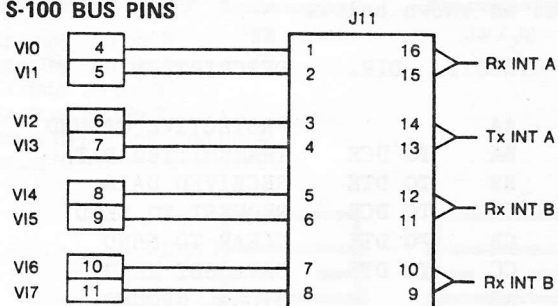 S-100 BUS PINS
J11
VI0 4 1 16 Rx INT A
VI1 5 2 15
VI2 6 3 14 Tx INT A
VI3 7 4 13
VI4 8 5 12 Rx INT B
VI5 9 6 11
VI6 10 7 10 Rx INT B
VI7 11 8 9